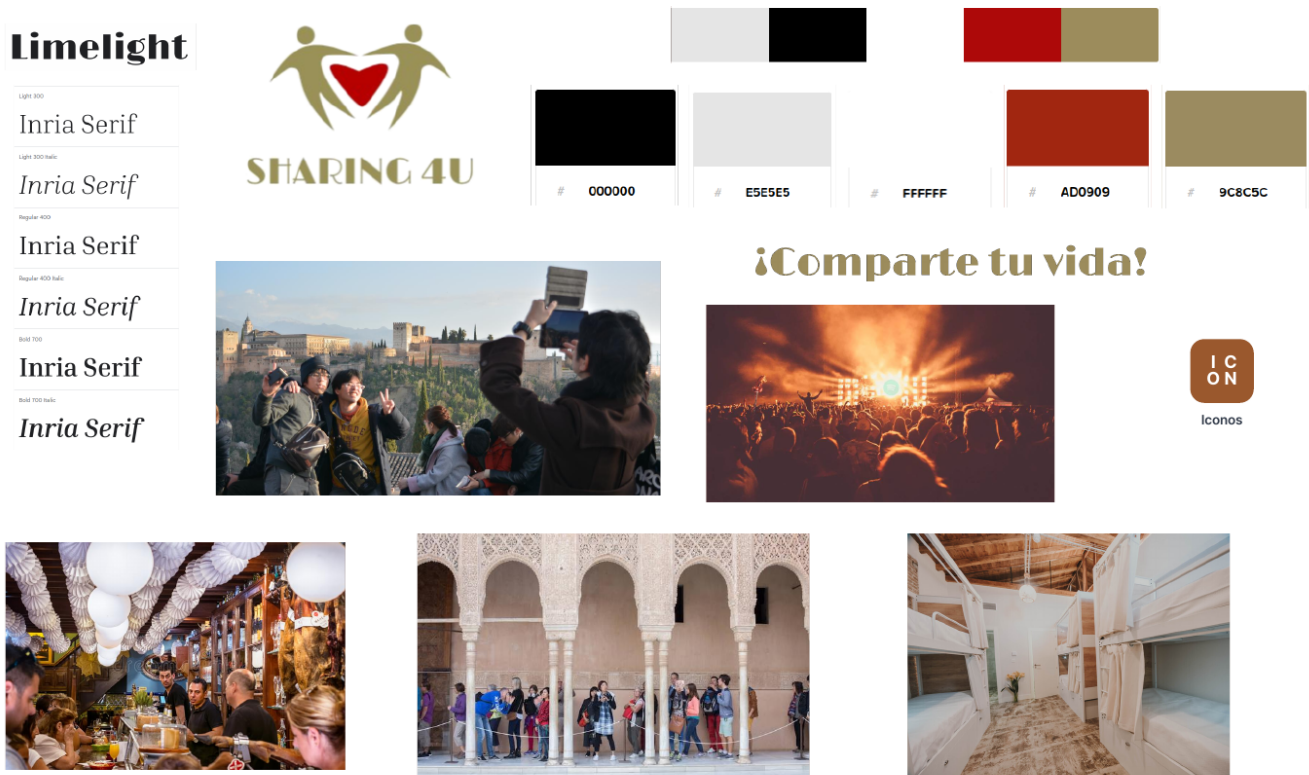 Limelight
Light 300
Inria Serif
Light 300 Italic
Inria Serif
Regular 400
Inria Serif
Regular 400 Italic
Inria Serif
Bold 700
Inria Serif
Bold 700 Italic
Inria Serif
SHARING 4U
# 000000
# E5E5E5
# FFFFFF
# AD0909
# 9C8C5C
¡Comparte tu vida!
IC
ON
Iconos